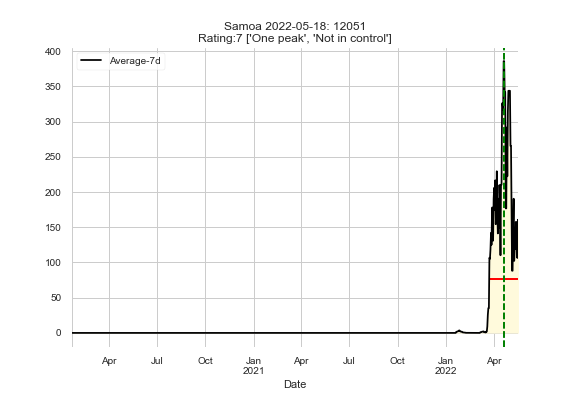 Samoa 2022-05-18: 12051
Rating:7 ['One peak', 'Not in control']
400
Average-7d
350
300
250
200
150
100
50
0
Apr Jul Oct Jan Apr Jul Oct Jan Apr
2021 2022
Date